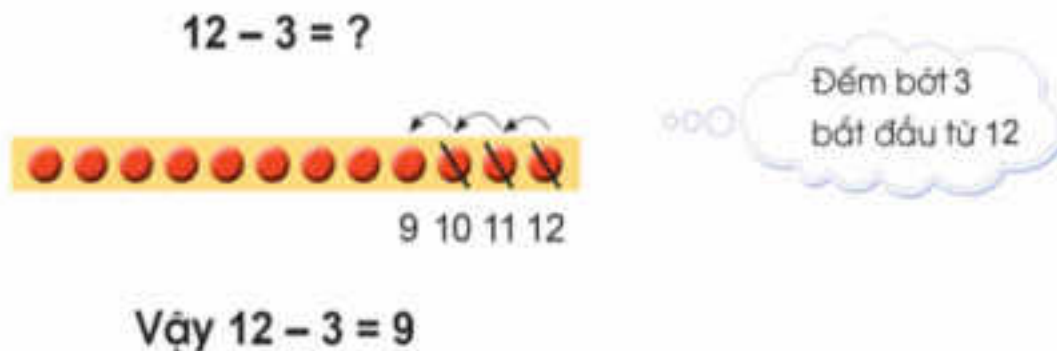 12 – 3 = ?
Đếm bớt 3
bắt đầu từ 12
9 10 11 12
Vậy 12 – 3 = 9